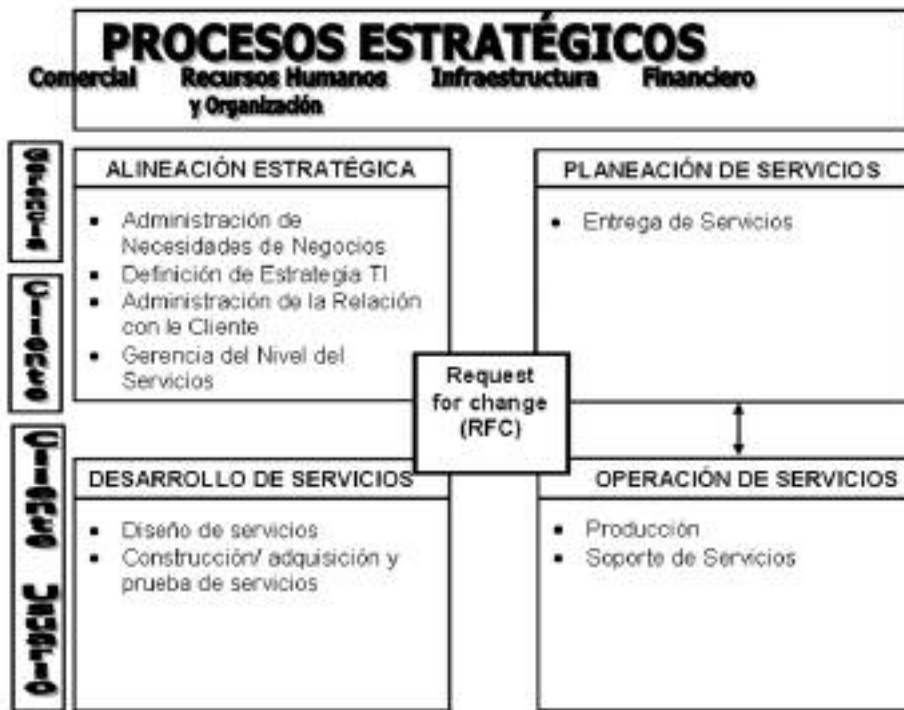 PROCESOS ESTRATÉGICOS
Comercial Recursos Humanos Infraestructura Financiero
y Organización
Gerencia
Cliente
ALINEACIÓN ESTRATÉGICA
Administración de
Necesidades de Negocios
Definición de Estrategia TI
Administración de la Relación
con le Cliente
Gerencia del Nivel del
Servicios
PLANEACIÓN DE SERVICIOS
Entrega de Servicios
Request
for change
(RFC)
DESARROLLO DE SERVICIOS
Diseño de servicios
Construcción/ adquisición y
prueba de servicios
OPERACIÓN DE SERVICIOS
Producción
Soporte de Servicios
Usuario